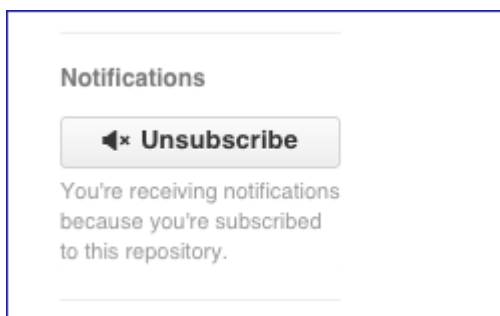 Notifications
Unsubscribe
You're receiving notifications
because you're subscribed
to this repository.